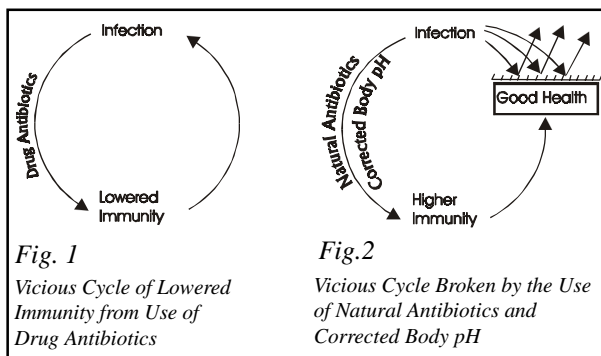 Infection
Drug Antibiotics
Lowered
Immunity
Fig. 1
Vicious Cycle of Lowered
Immunity from Use of
Drug Antibiotics
Infection
Natural Antibiotics
Corrected Body pH
Good Health
Higher
Immunity
Fig.2
Vicious Cycle Broken by the Use
of Natural Antibiotics and
Corrected Body pH